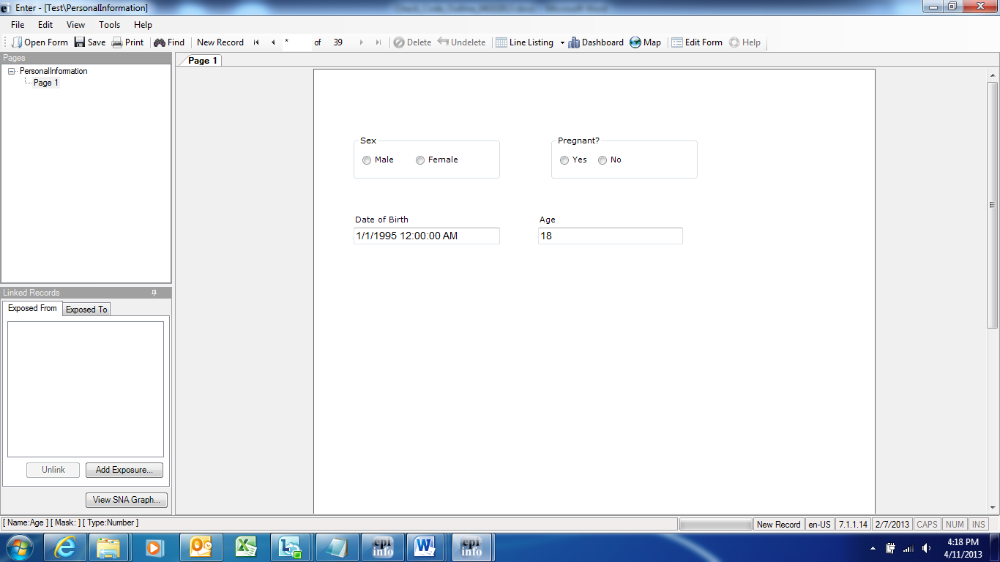 Enter - [Test\PersonalInformation]
File Edit View Tools Help
Open Form Save Print Find New Record * of 39 Delete Undelete Line Listing Dashboard Map Edit Form Help
Pages
PersonalInformation
Page 1
Page 1
Sex
Male Female
Pregnant?
Yes No
Date of Birth
1/1/1995 12:00:00 AM
Age
18
Linked Records
Exposed From Exposed To
Unlink Add Exposure...
View SNA Graph...
[ Name:Age ] [ Mask: ] [ Type:Number ]
New Record en-US 7.1.1.14 2/7/2013 CAPS NUM INS
epi info
epi info
4:18 PM
4/11/2013